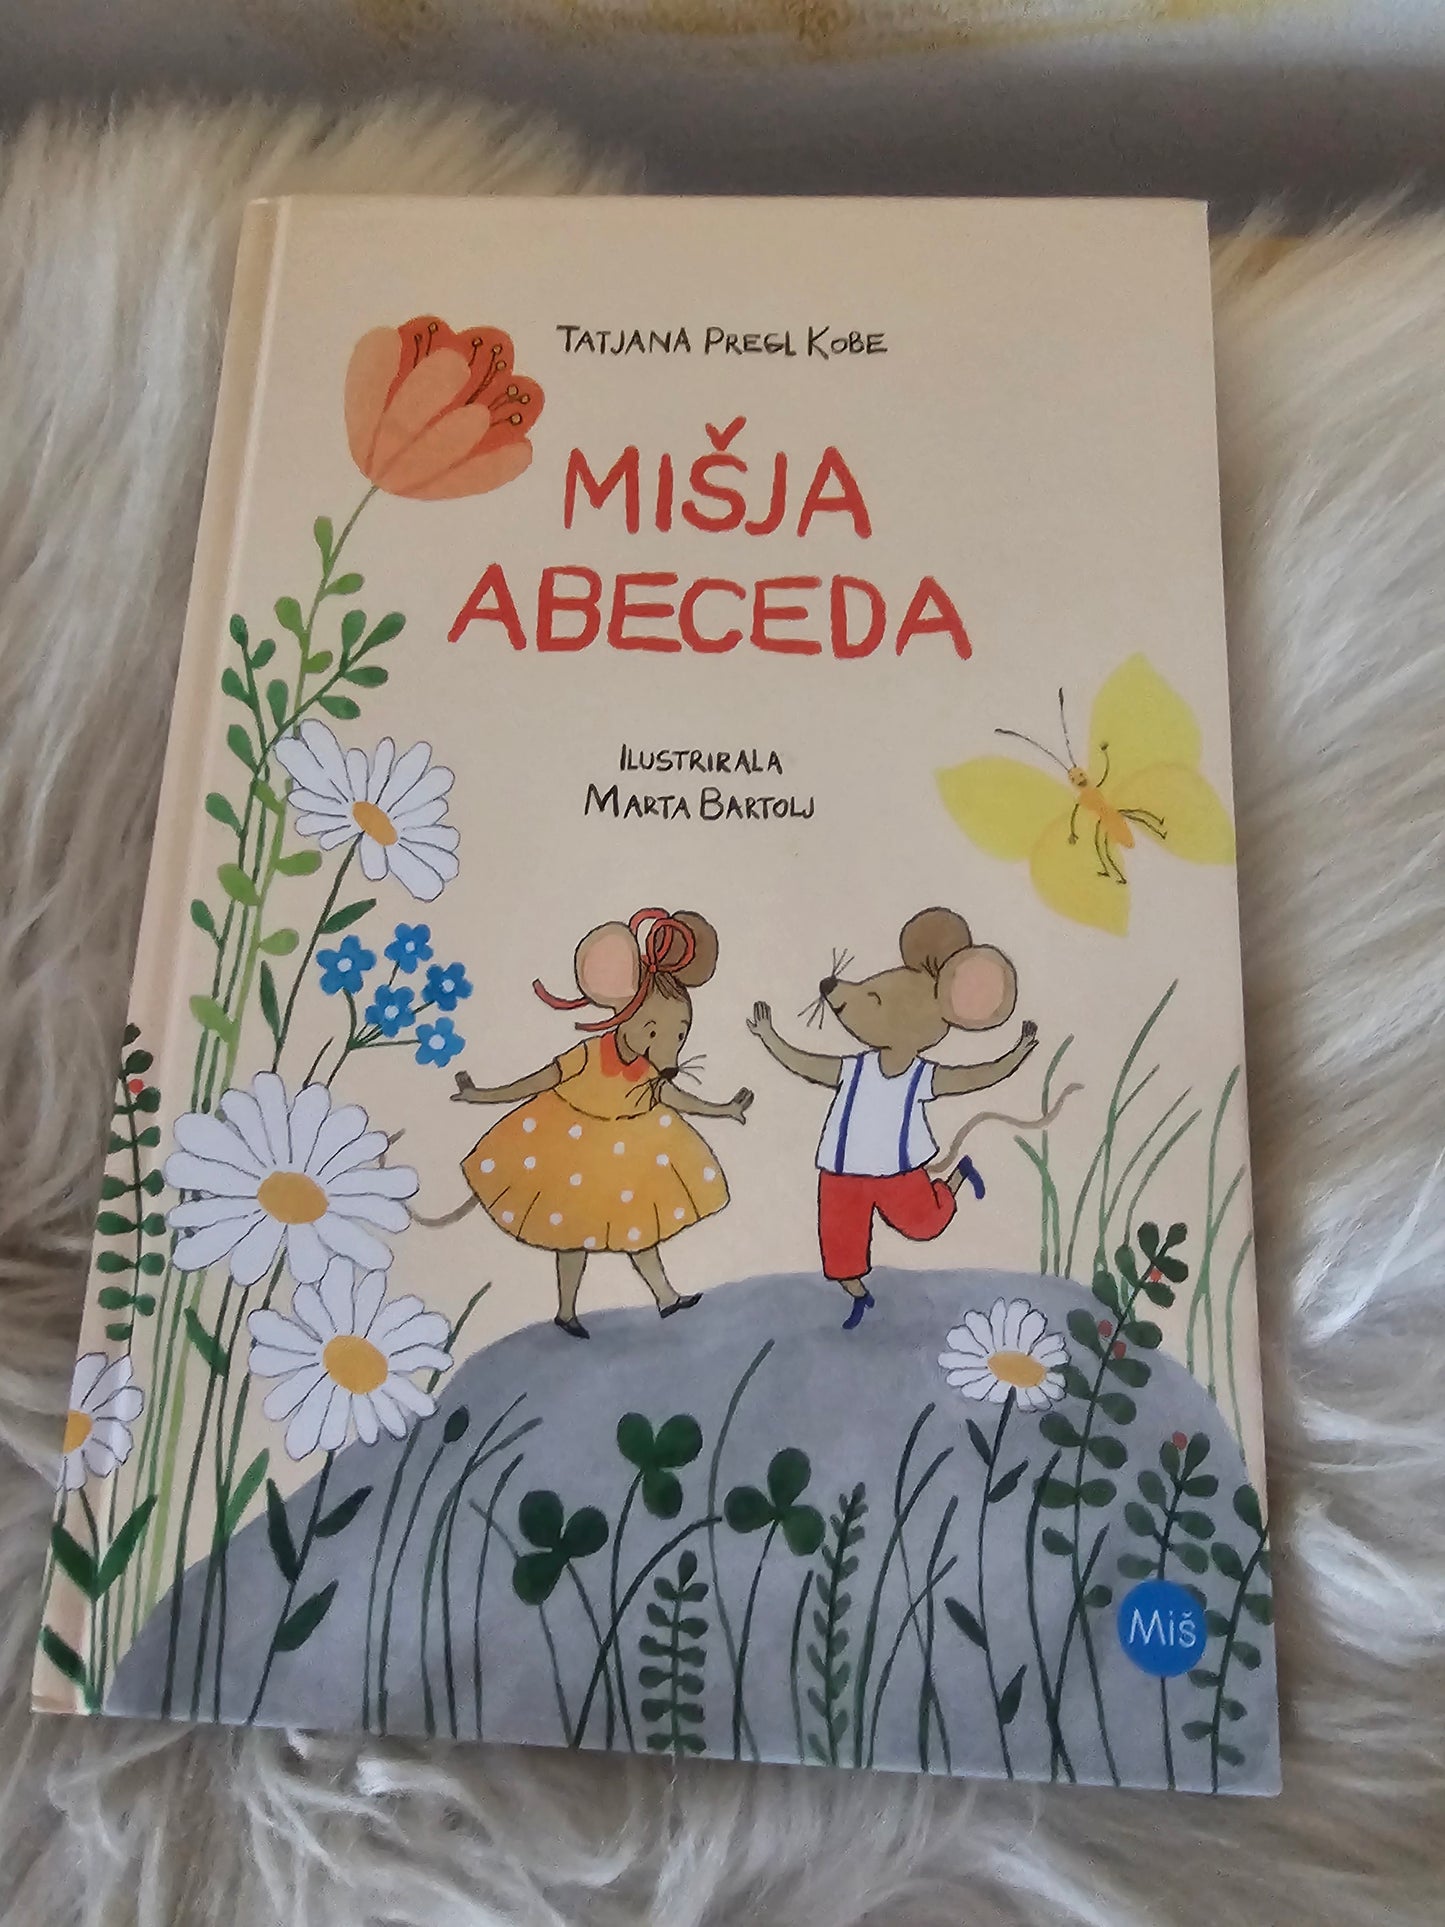 TATJANA PREGL KOBE
MIŠJA
ABECEDA
ILUSTRIRALA
MARTA BARTOLJ
Miš